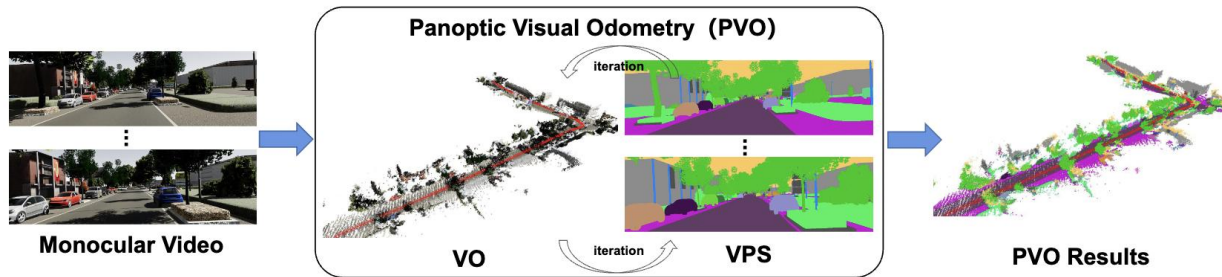 Panoptic Visual Odometry（PVO）
iteration
Monocular Video
VO
iteration
VPS
PVO Results